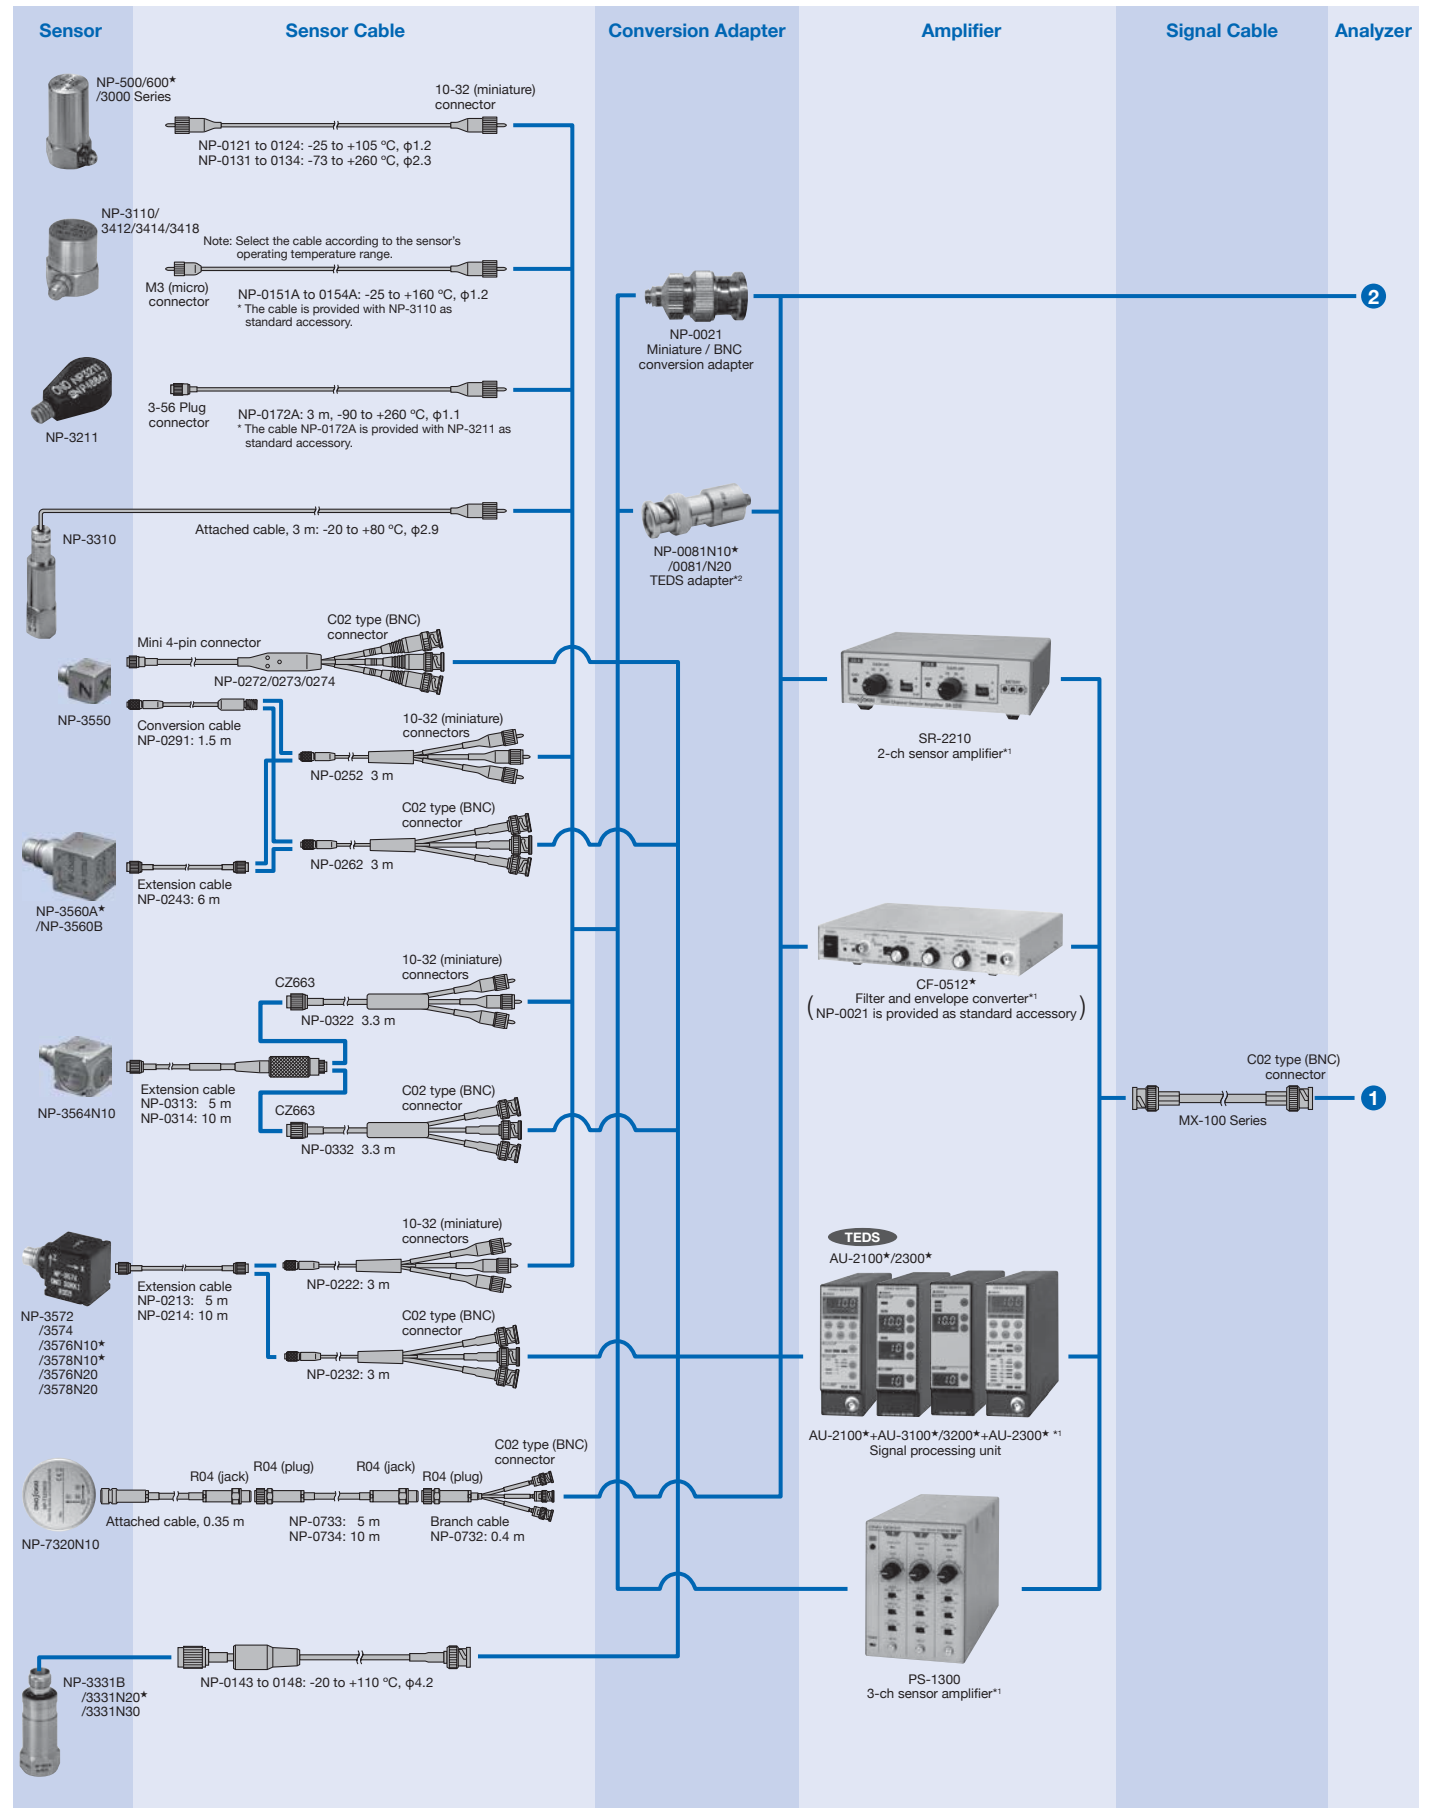 Sensor
Sensor Cable
Conversion Adapter
Amplifier
Signal Cable
Analyzer
NP-500/600★
/3000 Series
10-32 (miniature)
connector
NP-0121 to 0124: -25 to +105 ºC, φ1.2
NP-0131 to 0134: -73 to +260 ºC, φ2.3
NP-3110/
3412/3414/3418
Note: Select the cable according to the sensor's
operating temperature range.
M3 (micro)
connector
NP-0151A to 0154A: -25 to +160 ºC, φ1.2
* The cable is provided with NP-3110 as
standard accessory.
NP-0021
Miniature / BNC
conversion adapter
2
ONO NP3211
3-56 Plug
connector
NP-0172A: 3 m, -90 to +260 ºC, φ1.1
* The cable NP-0172A is provided with NP-3211 as
standard accessory.
NP-3211
Attached cable, 3 m: -20 to +80 ºC, φ2.9
NP-3310
NP-0081N10★
/0081/N20
TEDS adapter*2
Mini 4-pin connector
C02 type (BNC)
connector
NP-0272/0273/0274
NP-3550
Conversion cable
NP-0291: 1.5 m
10-32 (miniature)
connectors
NP-0252 3 m
SR-2210
2-ch sensor amplifier*1
C02 type (BNC)
connector
NP-0262 3 m
Extension cable
NP-0243: 6 m
NP-3560A★
/NP-3560B
10-32 (miniature)
connectors
CZ663
NP-0322 3.3 m
CF-0512★
Filter and envelope converter*1
(NP-0021 is provided as standard accessory)
NP-3564N10
Extension cable
NP-0313: 5 m
NP-0314: 10 m
C02 type (BNC)
connector
CZ663
NP-0332 3.3 m
C02 type (BNC)
connector
MX-100 Series
1
10-32 (miniature)
connectors
NP-0222: 3 m
Extension cable
NP-0213: 5 m
NP-0214: 10 m
NP-3572
/3574
/3576N10★
/3578N10★
/3576N20
/3578N20
C02 type (BNC)
connector
NP-0232: 3 m
TEDS
AU-2100★/2300★
AU-2100★+AU-3100★/3200★+AU-2300★ *1
Signal processing unit
C02 type (BNC)
connector
R04 (jack)
R04 (plug)
R04 (jack)
R04 (plug)
Attached cable, 0.35 m
NP-0733: 5 m
NP-0734: 10 m
Branch cable
NP-0732: 0.4 m
NP-7320N10
PS-1300
3-ch sensor amplifier*1
NP-0143 to 0148: -20 to +110 ºC, φ4.2
NP-3331B
/3331N20★
/3331N30